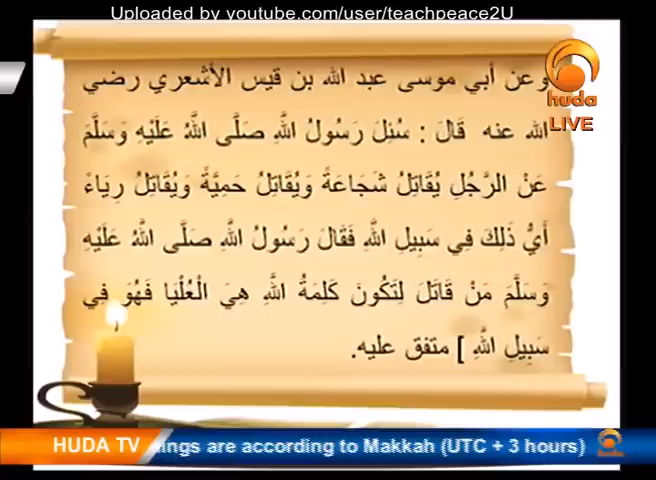 Uploaded by youtube.com/user/teachpeace2U
وعن أبي موسى عبد الله بن قيس الأشعري رضي
الله عنه قَالَ : سُئِلَ رَسُولُ اللَّهِ صَلَّى اللَّهُ عَلَيْهِ وَسَلَّمَ
عَنْ الرَّجُلِ يُقَاتِلُ شَجَاعَةً وَيُقَاتِلُ حَمِيَّةً وَيُقَاتِلُ رِيَاءً
أَيُّ ذَلِكَ فِي سَبِيلِ اللَّهِ فَقَالَ رَسُولُ اللَّهِ صَلَّى اللَّهُ عَلَيْهِ
وَسَلَّمَ مَنْ قَاتَلَ لِتَكُونَ كَلِمَةُ اللَّهِ هِيَ الْعُلْيَا فَهُوَ فِي
سَبِيلِ اللَّهِ ] متفق عليه.
huda
LIVE
HUDA TV
ings are according to Makkah (UTC + 3 hours)